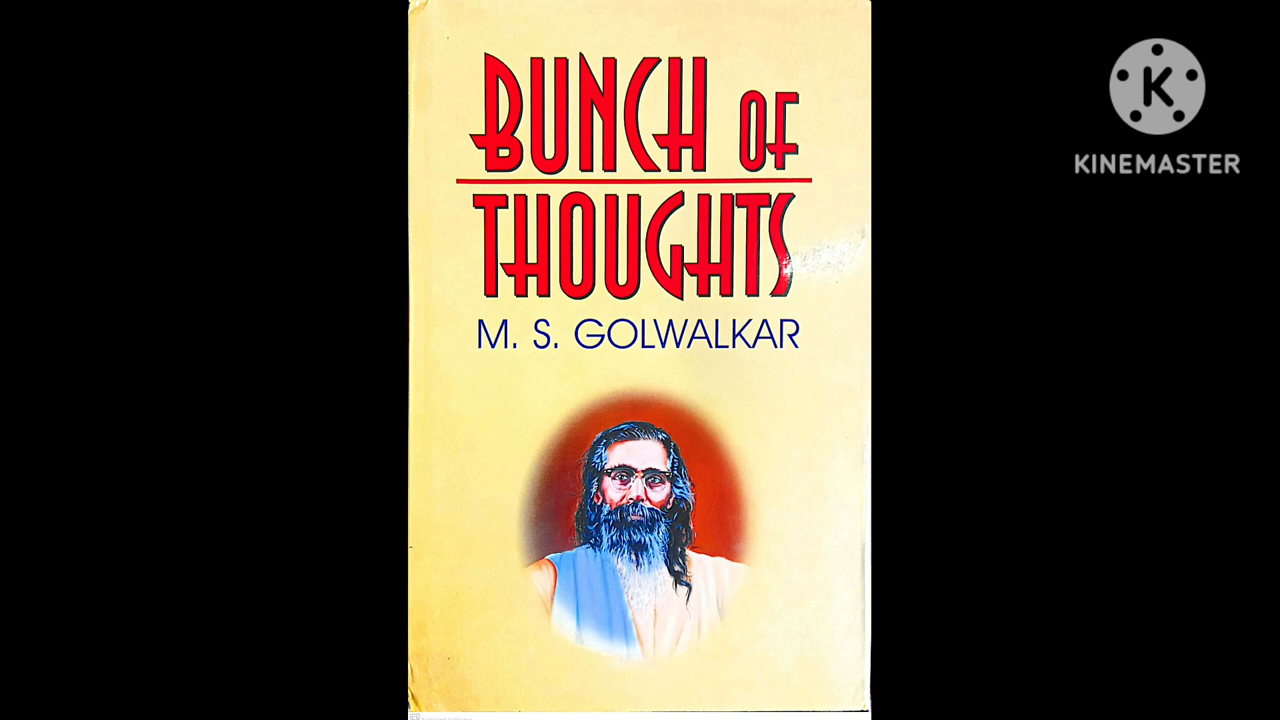 BUNCH OF
THOUGHTS
M. S. GOLWALKAR
K
KINEMASTER